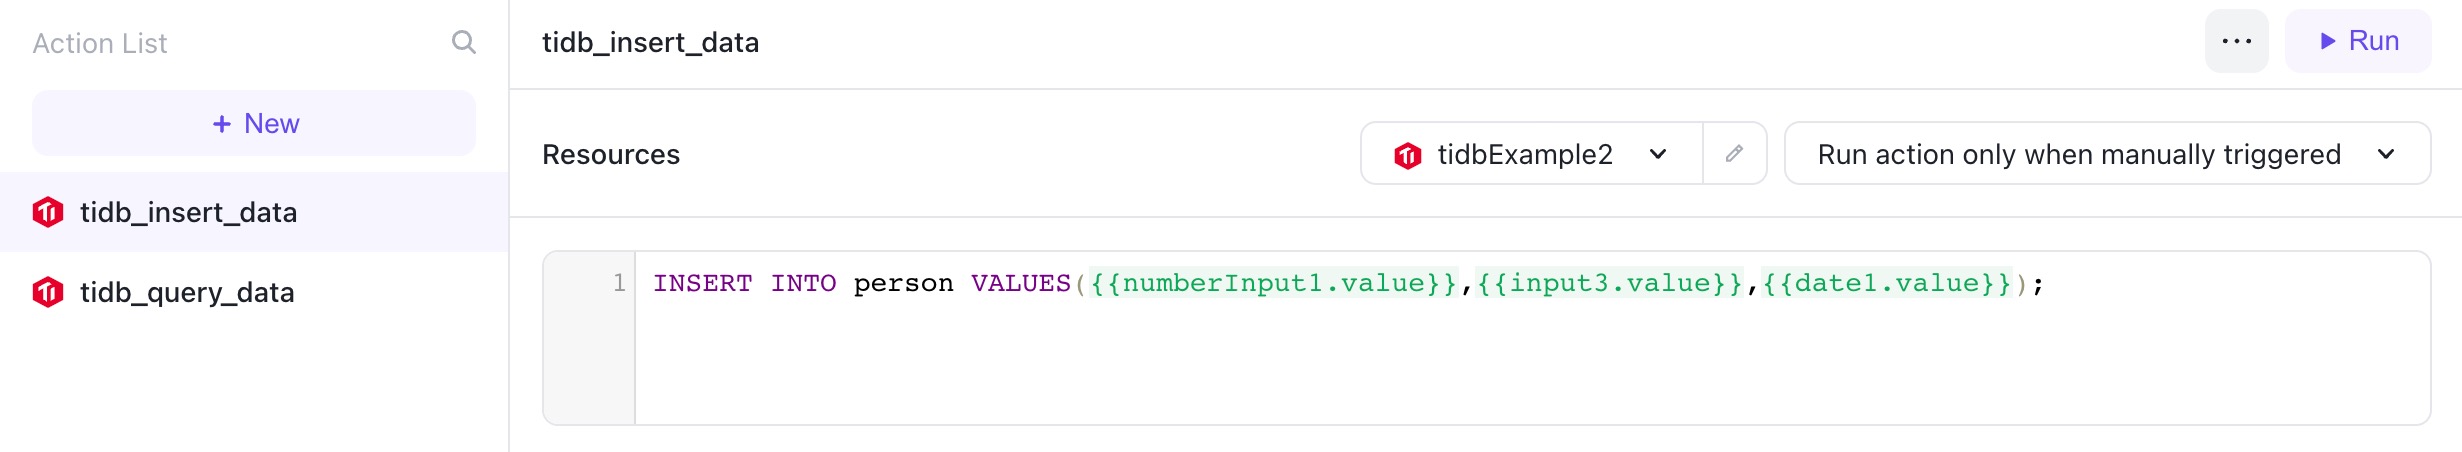 Action List
+ New
tidb_insert_data
tidb_query_data
tidb_insert_data
... Run
Resources
tidbExample2
Run action only when manually triggered
1 INSERT INTO person VALUES({{numberInput1.value}},{{input3.value}},{{date1.value}});